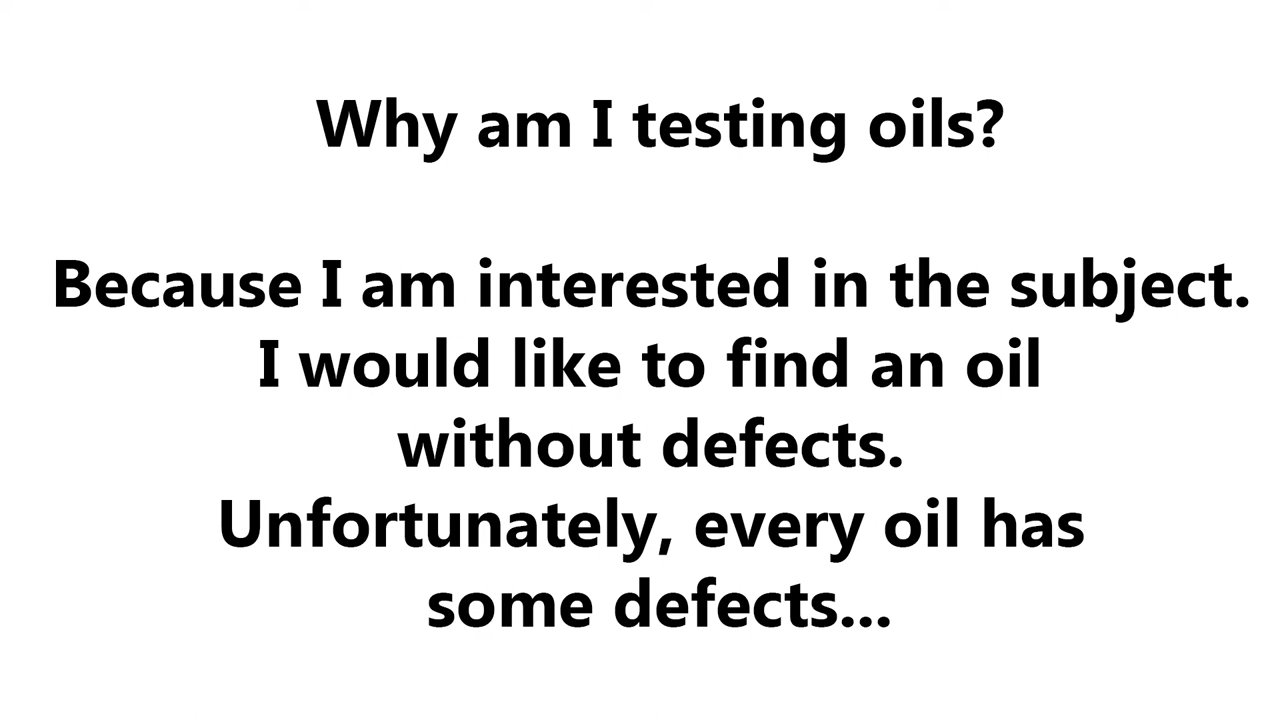 Why am I testing oils?
Because I am interested in the subject.
I would like to find an oil
without defects.
Unfortunately, every oil has
some defects...